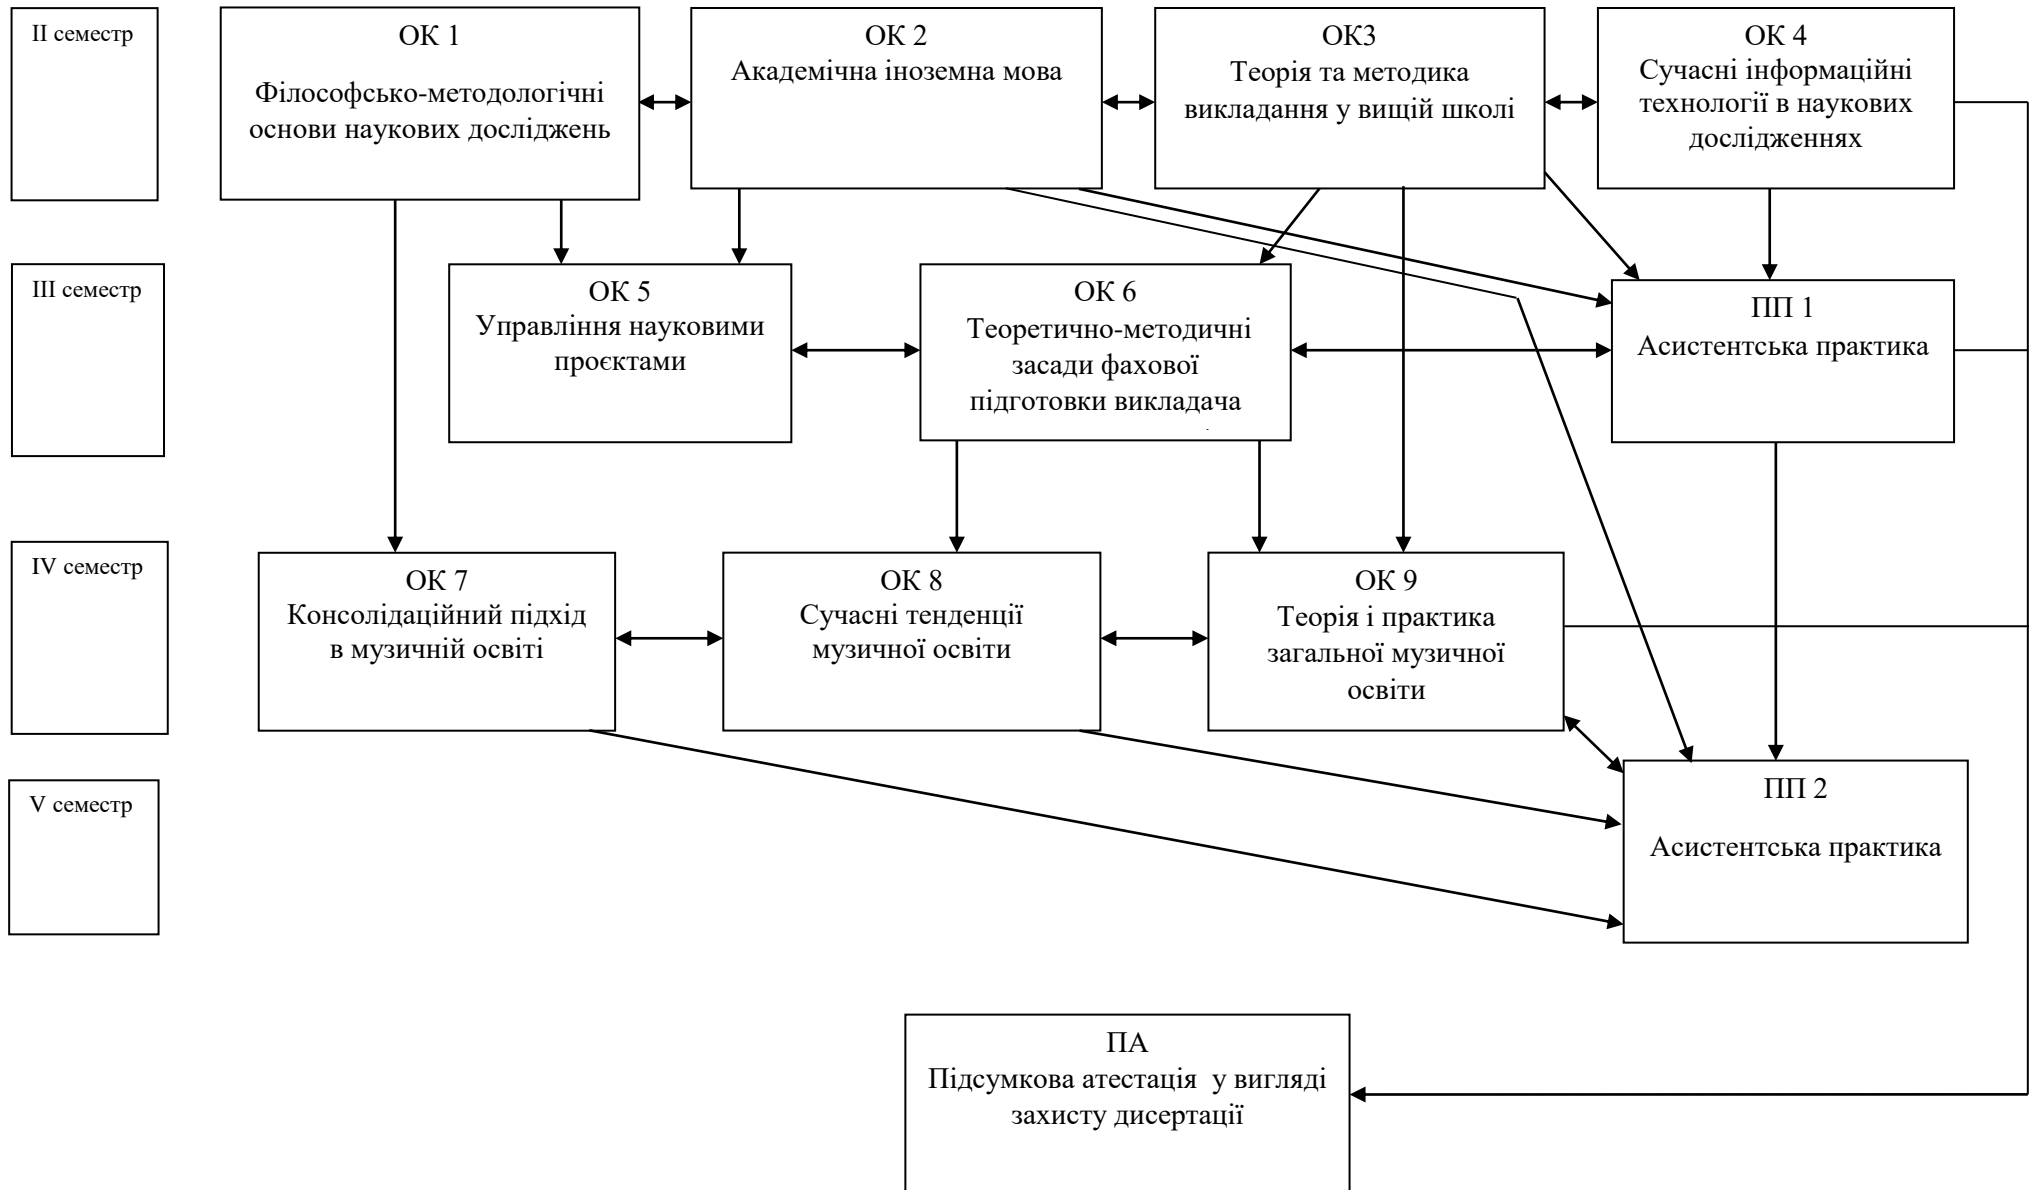 II семестр
ОК 1
Філософсько-методологічні
основи наукових досліджень
ОК 2
Академічна іноземна мова
ОК3
Теорія та методика
викладання у вищій школі
ОК 4
Сучасні інформаційні
технології в наукових
дослідженнях
III семестр
ОК 5
Управління науковими
проєктами
ОК 6
Теоретично-методичні
засади фахової
підготовки викладача
ПП 1
Асистентська практика
IV семестр
ОК 7
Консолідаційний підхід
в музичній освіті
ОК 8
Сучасні тенденції
музичної освіти
ОК 9
Теорія і практика
загальної музичної
освіти
V семестр
ПП 2
Асистентська практика
ПА
Підсумкова атестація у вигляді
захисту дисертації